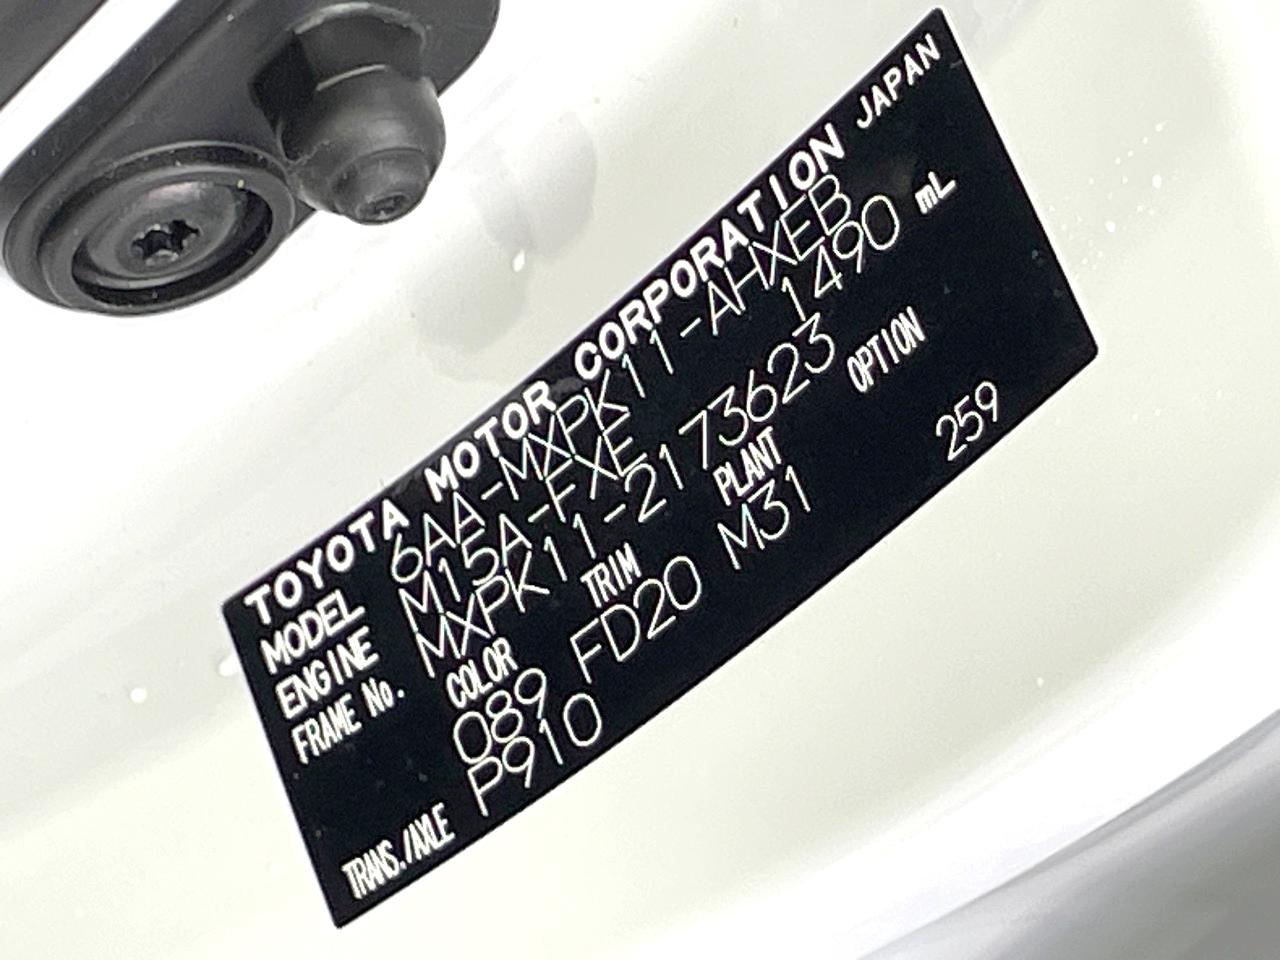 TOYOTA MOTOR CORPORATION JAPAN
MODEL 6AA-MXPK11-AHXEB
ENGINE M15A-FXE 1490 mL
FRAME No. MXPK11-2173623
COLOR TRIM PLANT OPTION
089 FD20 M31 259
TRANS./AXLE P910